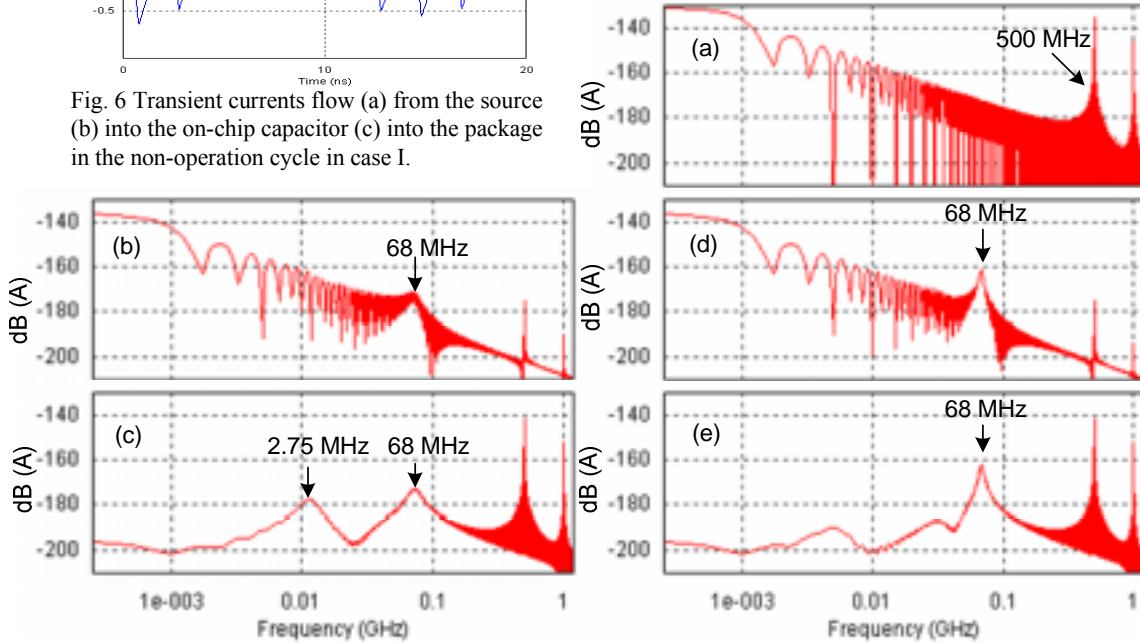 -0.5
0
10
20
Time (ns)
Fig. 6 Transient currents flow (a) from the source
(b) into the on-chip capacitor (c) into the package
in the non-operation cycle in case I.
-140
-160
-180
-200
dB (A)
(a)
500 MHz
-140
-160
-180
-200
dB (A)
(b)
68 MHz
-140
-160
-180
-200
dB (A)
(d)
68 MHz
-140
-160
-180
-200
dB (A)
(c)
2.75 MHz
68 MHz
1e-003
0.01
0.1
1
Frequency (GHz)
-140
-160
-180
-200
dB (A)
(e)
68 MHz
1e-003
0.01
0.1
1
Frequency (GHz)